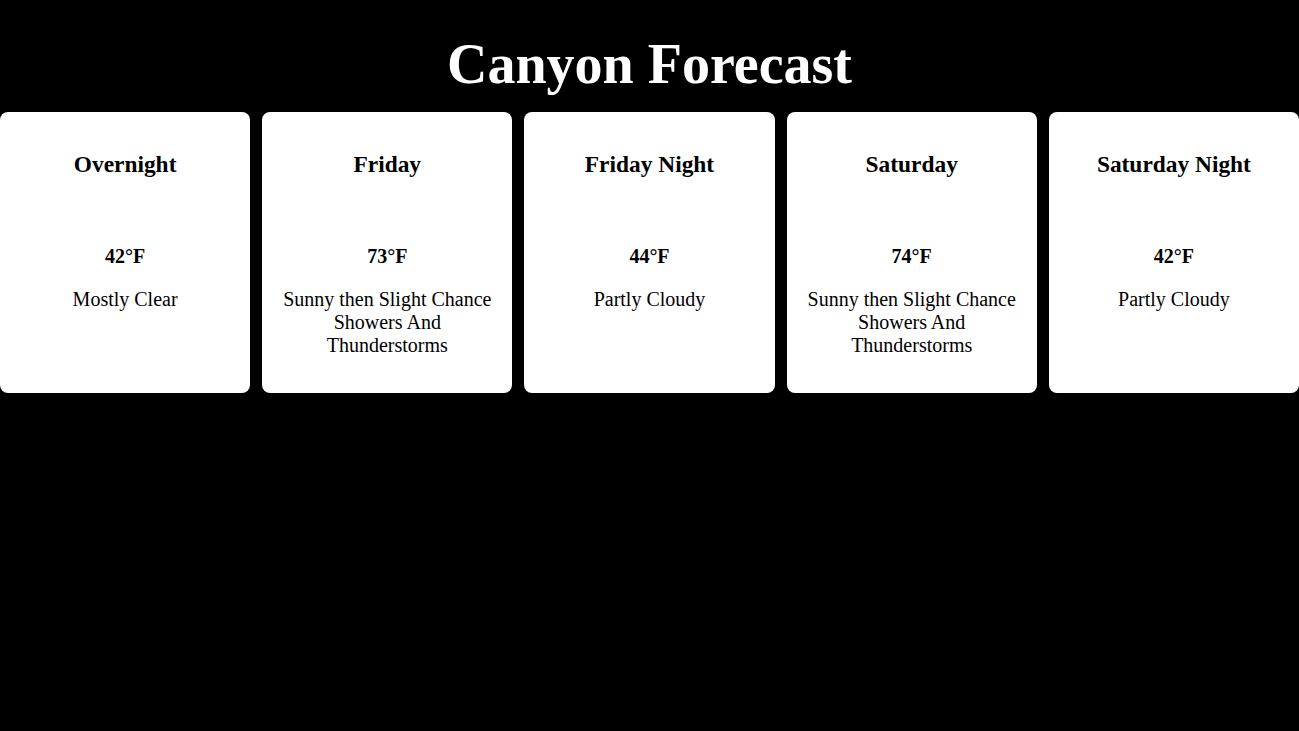 Canyon Forecast
Overnight
42°F
Mostly Clear
Friday
73°F
Sunny then Slight Chance
Showers And
Thunderstorms
Friday Night
44°F
Partly Cloudy
Saturday
74°F
Sunny then Slight Chance
Showers And
Thunderstorms
Saturday Night
42°F
Partly Cloudy